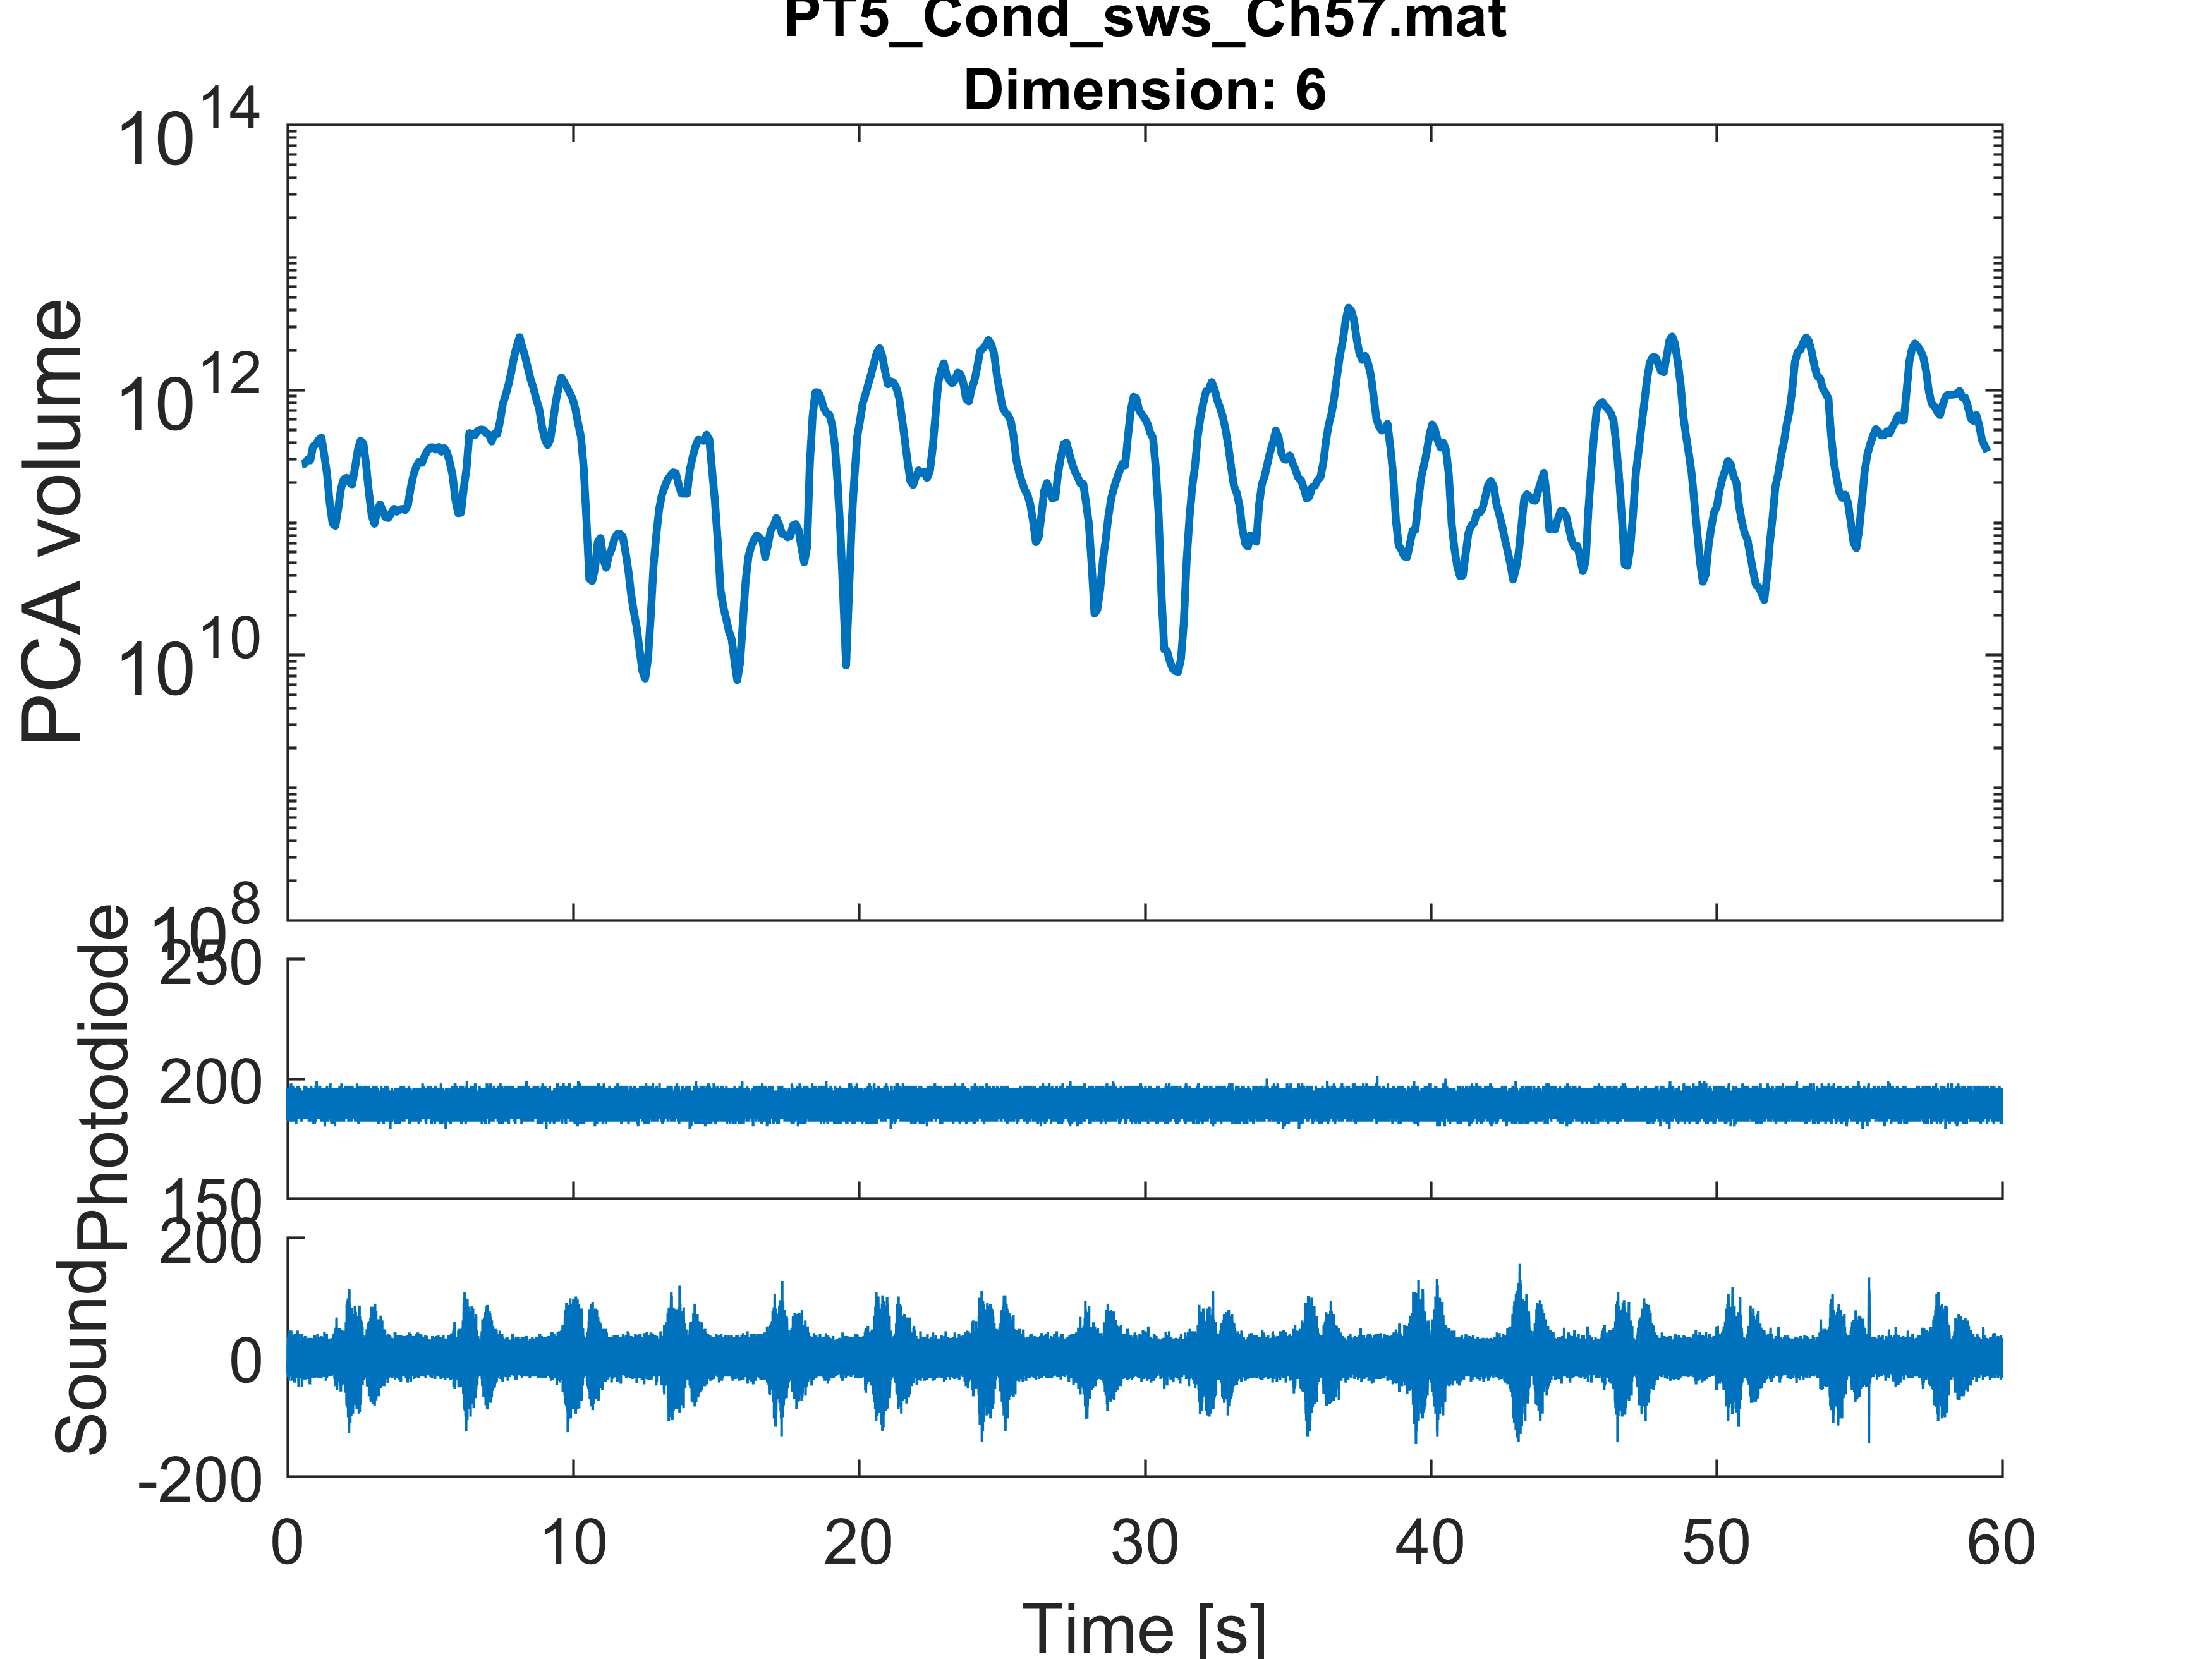 PT5_Cond_sws_Ch57.mat
Dimension: 6
PCA volume
10^14
10^12
10^10
10^8
Photodiode
250
200
150
Sound
200
0
-200
0 10 20 30 40 50 60
Time [s]